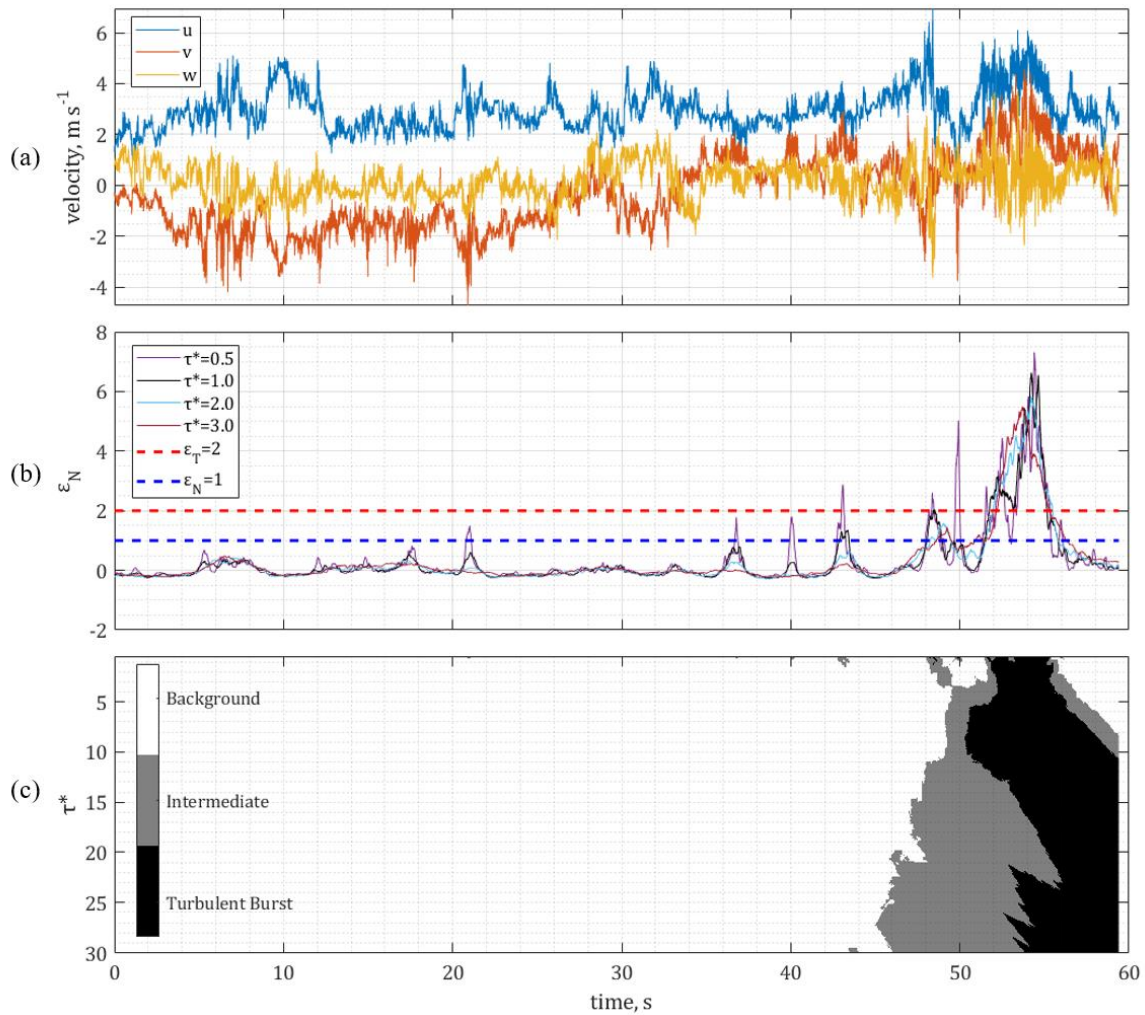 (a)
velocity, m s⁻¹
6
4
2
0
-2
-4
u
v
w
(b)
εN
8
6
4
2
0
-2
τ*=0.5
τ*=1.0
τ*=2.0
τ*=3.0
εT=2
εN=1
(c)
τ*
5
10
15
20
25
30
Background
Intermediate
Turbulent Burst
0 10 20 30 40 50 60
time, s